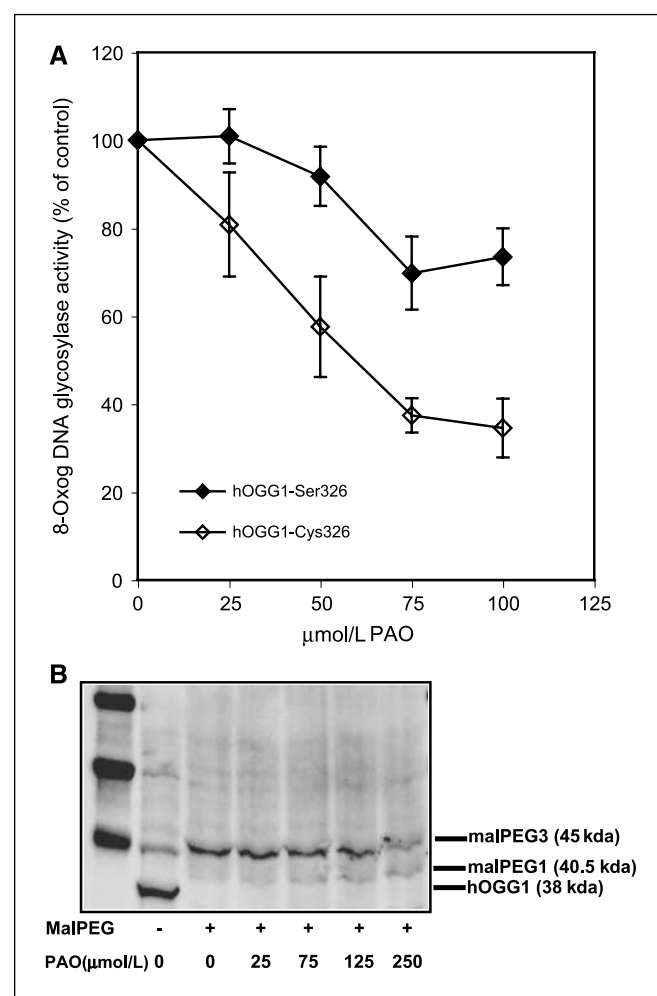 A
8-Oxog DNA glycosylase activity (% of control)
120
100
80
60
40
20
0
hOGG1-Ser326
hOGG1-Cys326
0 25 50 75 100 125
μmol/L PAO
B
malPEG3 (45 kda)
malPEG1 (40.5 kda)
hOGG1 (38 kda)
MalPEG - + + + + +
PAO(μmol/L) 0 0 25 75 125 250